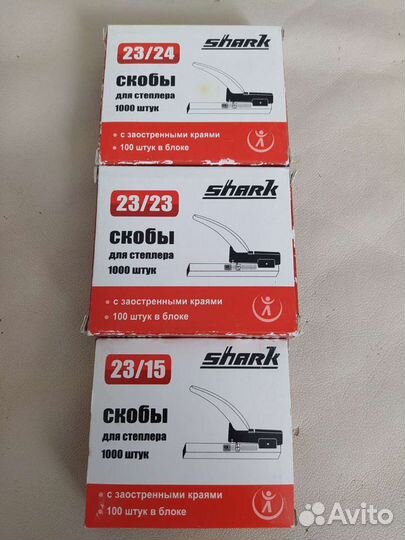 23/24
shark
скобы
для степлера
1000 штук
• с заостренными краями
• 100 штук в блоке
23/23
shark
скобы
для степлера
1000 штук
• с заостренными краями
• 100 штук в блоке
23/15
shark
скобы
для степлера
1000 штук
• с заостренными краями
• 100 штук в блоке
Avito